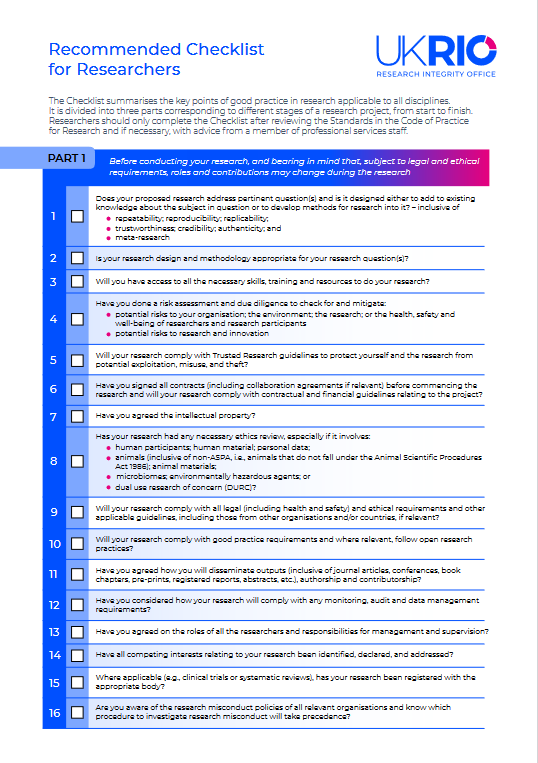 Recommended Checklist
for Researchers
UKRIO
RESEARCH INTEGRITY OFFICE
The Checklist summarises the key points of good practice in research applicable to all disciplines.
It is divided into three parts corresponding to different stages of a research project, from start to finish.
Researchers should only complete the Checklist after reviewing the Standards in the Code of Practice
for Research and if necessary, with advice from a member of professional services staff.
PART 1
Before conducting your research, and bearing in mind that, subject to legal and ethical
requirements, roles and contributions may change during the research
1
Does your proposed research address pertinent question(s) and is it designed either to add to existing
knowledge about the subject in question or to develop methods for research into it? – inclusive of
• repeatability; reproducibility; replicability;
• trustworthiness; credibility; authenticity; and
• meta-research
2
Is your research design and methodology appropriate for your research question(s)?
3
Will you have access to all the necessary skills, training and resources to do your research?
4
Have you done a risk assessment and due diligence to check for and mitigate:
• potential risks to your organisation; the environment; the research; or the health, safety and
well-being of researchers and research participants
• potential risks to research and innovation
5
Will your research comply with Trusted Research guidelines to protect yourself and the research from
potential exploitation, misuse, and theft?
6
Have you signed all contracts (including collaboration agreements if relevant) before commencing the
research and will your research comply with contractual and financial guidelines relating to the project?
7
Have you agreed the intellectual property?
8
Has your research had any necessary ethics review, especially if it involves:
• human participants; human material; personal data;
• animals (inclusive of non-ASPA, i.e., animals that do not fall under the Animal Scientific Procedures
Act 1986); animal materials;
• microbiomes; environmentally hazardous agents; or
• dual use research of concern (DURC)?
9
Will your research comply with all legal (including health and safety) and ethical requirements and other
applicable guidelines, including those from other organisations and/or countries, if relevant?
10
Will your research comply with good practice requirements and where relevant, follow open research
practices?
11
Have you agreed how you will disseminate outputs (inclusive of journal articles, conferences, book
chapters, pre-prints, registered reports, abstracts, etc.), authorship and contributorship?
12
Have you considered how your research will comply with any monitoring, audit and data management
requirements?
13
Have you agreed on the roles of all the researchers and responsibilities for management and supervision?
14
Have all competing interests relating to your research been identified, declared, and addressed?
15
Where applicable (e.g., clinical trials or systematic reviews), has your research been registered with the
appropriate body?
16
Are you aware of the research misconduct policies of all relevant organisations and know which
procedure to investigate research misconduct will take precedence?